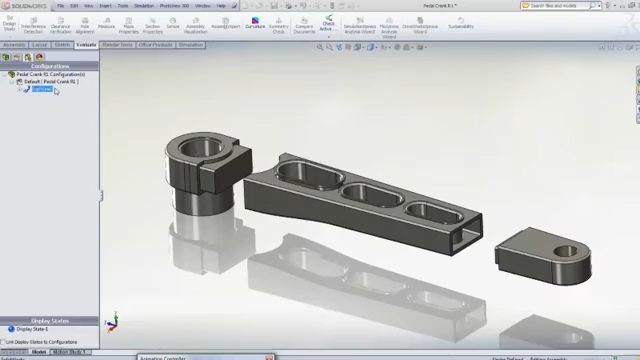 SOLIDWORKS
File Edit View Insert Tools Simulation PhotoView 360 Window Help
Pedal Crank R1 *
Search files and models
Design Study
Interference Detection
Clearance Verification
Hole Alignment
Measure
Mass Properties
Section Properties
Sensor
AssemblyXpert
Curvature
Symmetry Check
Compare Documents
Check Active ...
SimulationXpress Analysis Wizard
FloXpress Analysis Wizard
DriveWorksXpress Wizard
Sustainability
Assembly Layout Sketch Evaluate Render Tools Office Products Simulation
Configurations
Pedal Crank R1 Configuration(s)
Default [ Pedal Crank R1 ]
Display States
Display State-1
Link Display States to Configurations
Model Motion Study 1
Animation Controller
Under Defined
Editing Assembly